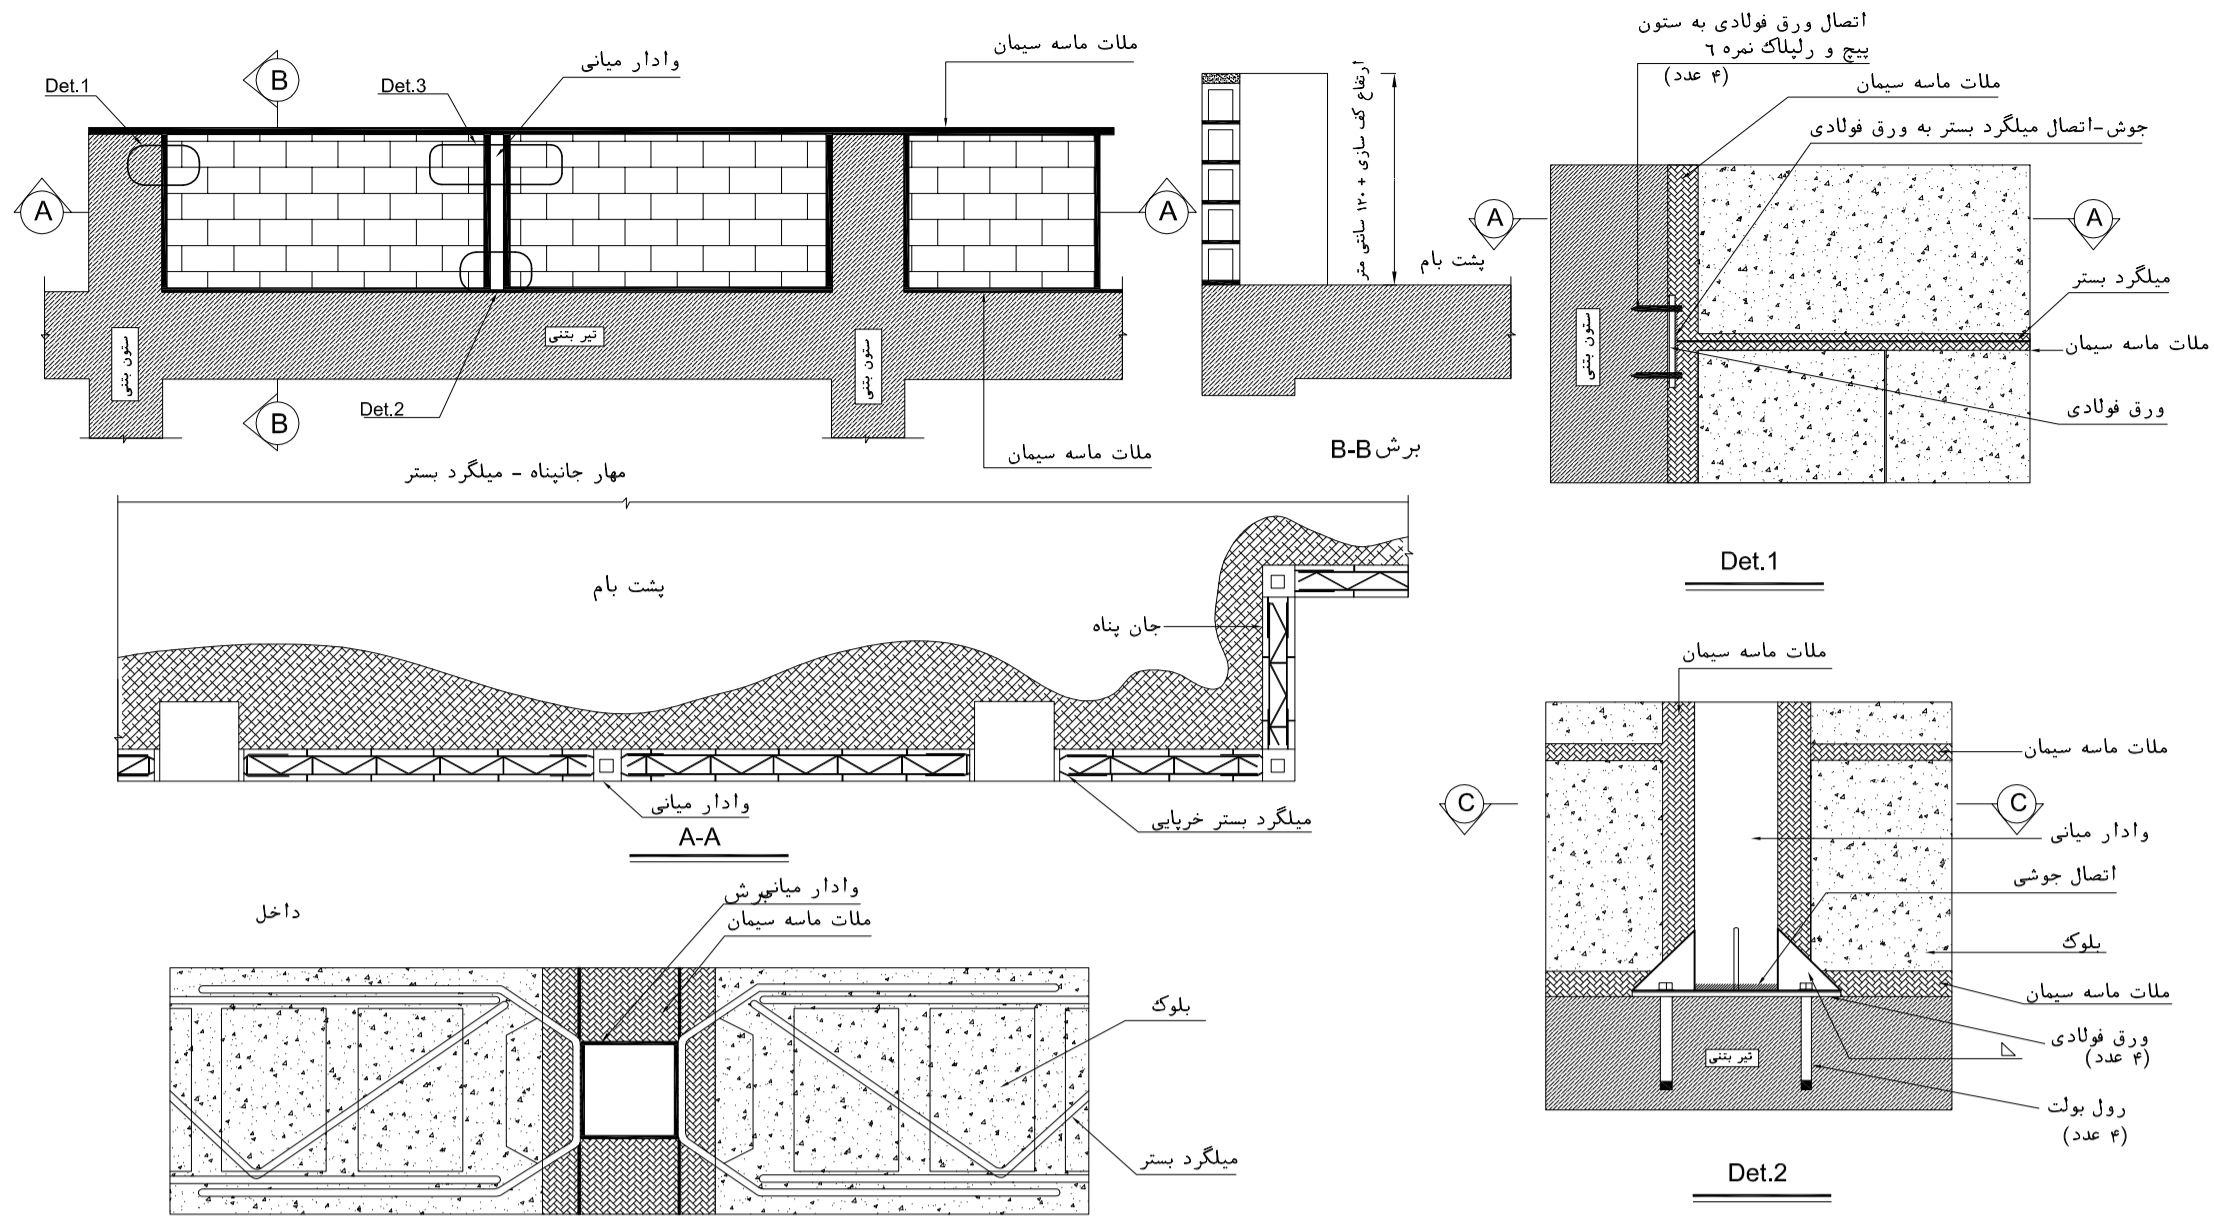 Det.1
B
Det.3
وادار میانی
ملات ماسه سیمان
A
A
ستون بتنی
تیر بتنی
ستون بتنی
Det.2
B
ملات ماسه سیمان
مهار جانپناه - میلگرد بستر
ارتفاع کف سازی + ۱۲۰ سانتی متر
پشت بام
برش B-B
اتصال ورق فولادی به ستون
پیچ و رلپلاک نمره ٦
(۴ عدد)
ملات ماسه سیمان
جوش-اتصال میلگرد بستر به ورق فولادی
A
A
میلگرد بستر
ستون بتنی
ملات ماسه سیمان
ورق فولادی
Det.1
پشت بام
جان پناه
وادار میانی
میلگرد بستر خرپایی
A-A
داخل
برش
وادار میانی
ملات ماسه سیمان
بلوک
میلگرد بستر
ملات ماسه سیمان
ملات ماسه سیمان
C
C
وادار میانی
اتصال جوشی
بلوک
ملات ماسه سیمان
ورق فولادی
(۴ عدد)
تیر بتنی
رول بولت
(۴ عدد)
Det.2